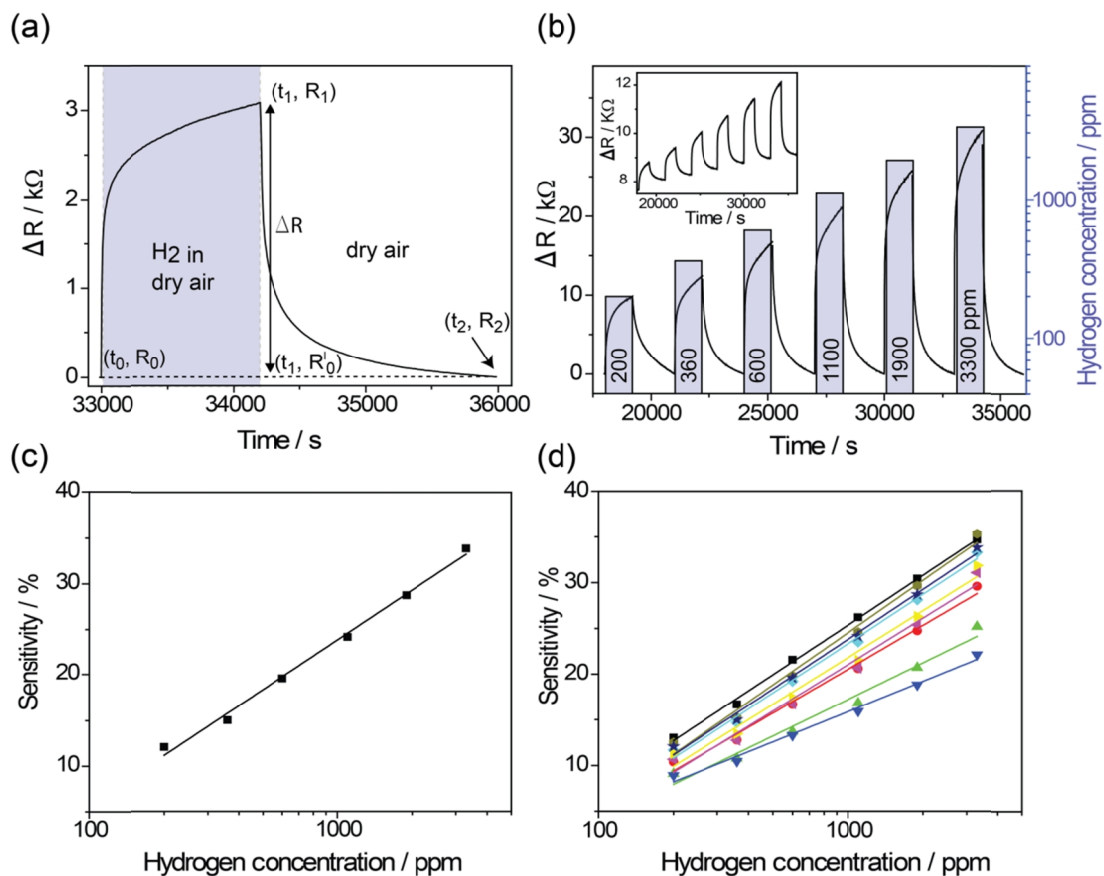 (a)
ΔR / kΩ
3
2
1
0
(t1, R1)
ΔR
H2 in
dry air
dry air
(t0, R0)
(t1, R'0)
(t2, R2)
33000 34000 35000 36000
Time / s
(b)
ΔR / kΩ
30
20
10
0
ΔR / KΩ
12
10
8
20000 30000
Time / s
200
360
600
1100
1900
3300 ppm
1000
100
Hydrogen concentration / ppm
20000 25000 30000 35000
Time / s
(c)
Sensitivity / %
40
30
20
10
100 1000
Hydrogen concentration / ppm
(d)
Sensitivity / %
40
30
20
10
100 1000
Hydrogen concentration / ppm